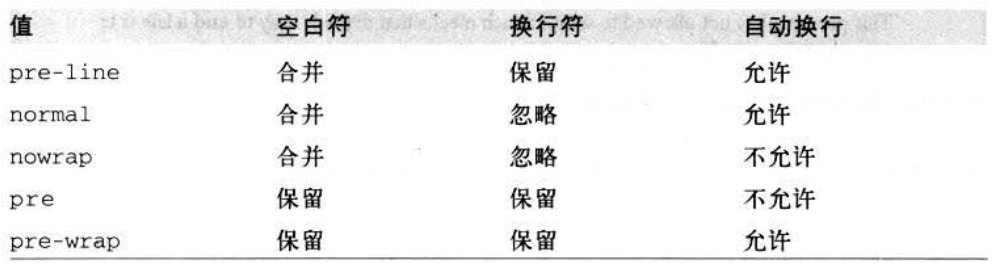 值 空白符 换行符 自动换行
pre-line 合并 保留 允许
normal 合并 忽略 允许
nowrap 合并 忽略 不允许
pre 保留 保留 不允许
pre-wrap 保留 保留 允许